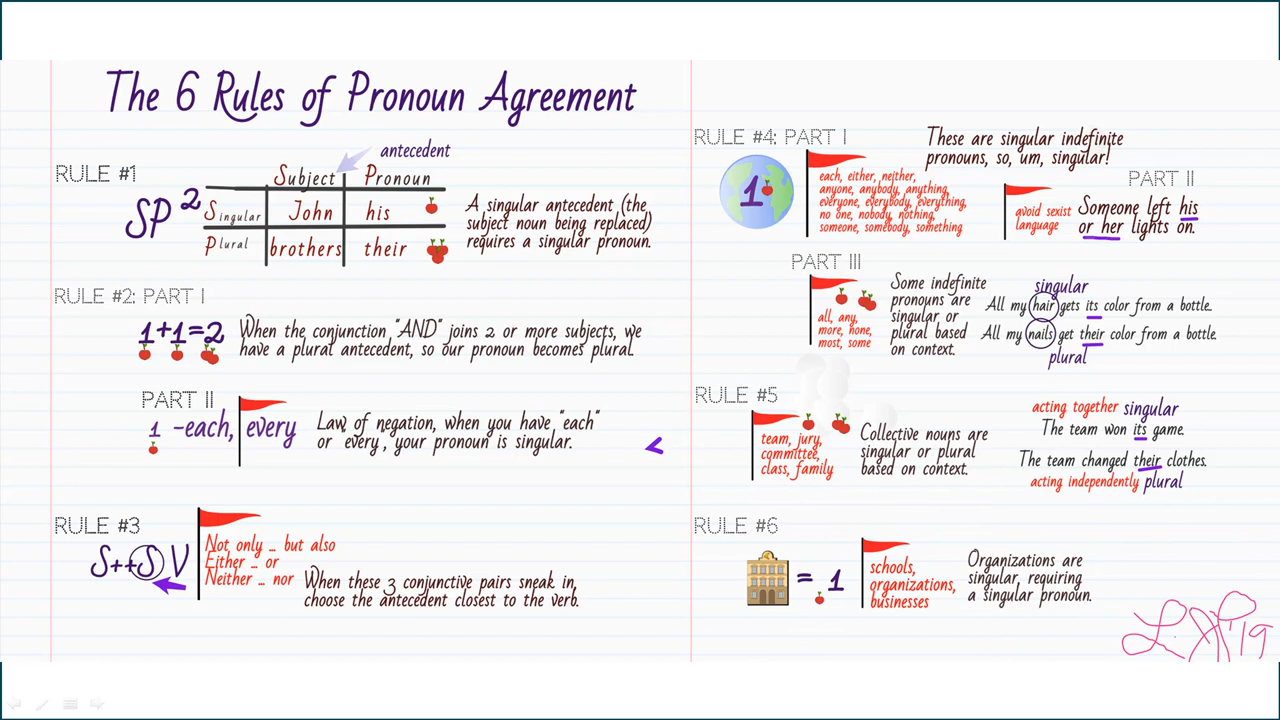 The 6 Rules of Pronoun Agreement
RULE #1
antecedent
SP²
Subject Pronoun
Singular John his
Plural brothers their
A singular antecedent (the
subject noun being replaced)
requires a singular pronoun.
RULE #2: PART I
1+1=2
When the conjunction "AND" joins 2 or more subjects, we
have a plural antecedent, so our pronoun becomes plural.
PART II
1 -each, every
Law of negation, when you have "each"
or every", your pronoun is singular.
<
RULE #3
S++S V
Not only ... but also
Either ... or
Neither ... nor
When these 3 conjunctive pairs sneak in,
choose the antecedent closest to the verb.
RULE #4: PART I
These are singular indefinite
pronouns, so, um, singular!
1
each, either, neither,
anyone, anybody, anything,
everyone, everybody, everything,
no one, nobody, nothing,
someone, somebody, something
PART II
avoid sexist
language
Someone left his
or her lights on.
PART III
all, any,
more, none,
most, some
Some indefinite
pronouns are
singular or
plural based
on context.
singular
All my hair gets its color from a bottle.
All my nails get their color from a bottle.
plural
RULE #5
team, jury,
committee,
class, family
Collective nouns are
singular or plural
based on context.
acting together singular
The team won its game.
The team changed their clothes.
acting independently plural
RULE #6
= 1
schools,
organizations,
businesses
Organizations are
singular, requiring
a singular pronoun.
'19